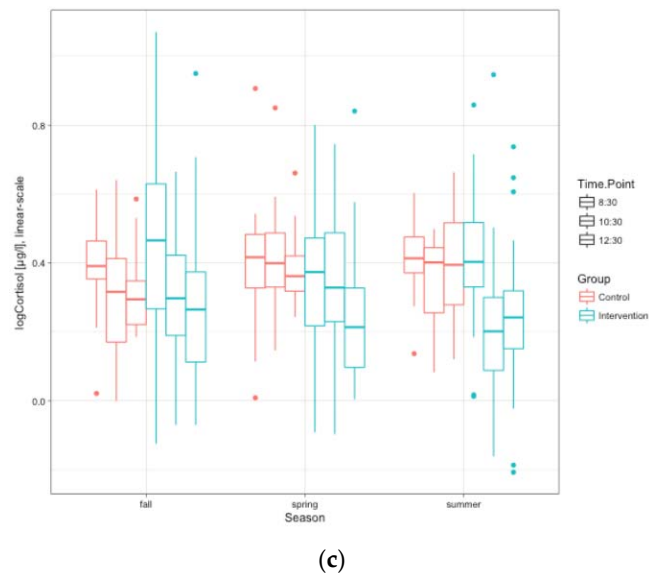 logCortisol [µg/l], linear-scale
0.8
0.4
0.0
fall
spring
summer
Season
Time.Point
8:30
10:30
12:30
Group
Control
Intervention
(c)